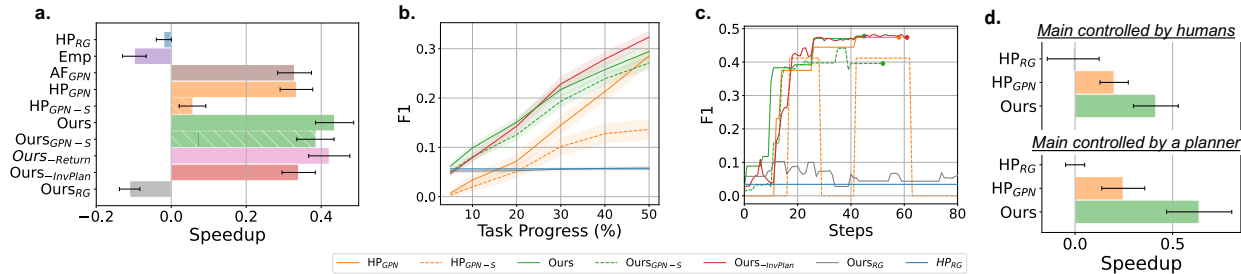 a.
HP_RG
Emp
AF_GPN
HP_GPN
HP_GPN-S
Ours
Ours_GPN-S
Ours_-Return
Ours_-InvPlan
Ours_RG
−0.2 0.0 0.2 0.4
Speedup
b.
F1
0.3
0.2
0.1
0.0
10 20 30 40 50
Task Progress (%)
c.
F1
0.5
0.4
0.3
0.2
0.1
0.0
0 20 40 60 80
Steps
d.
Main controlled by humans
HP_RG
HP_GPN
Ours
Main controlled by a planner
HP_RG
HP_GPN
Ours
0.0 0.5
Speedup
HP_GPN HP_GPN-S Ours Ours_GPN-S Ours_-InvPlan Ours_RG HP_RG